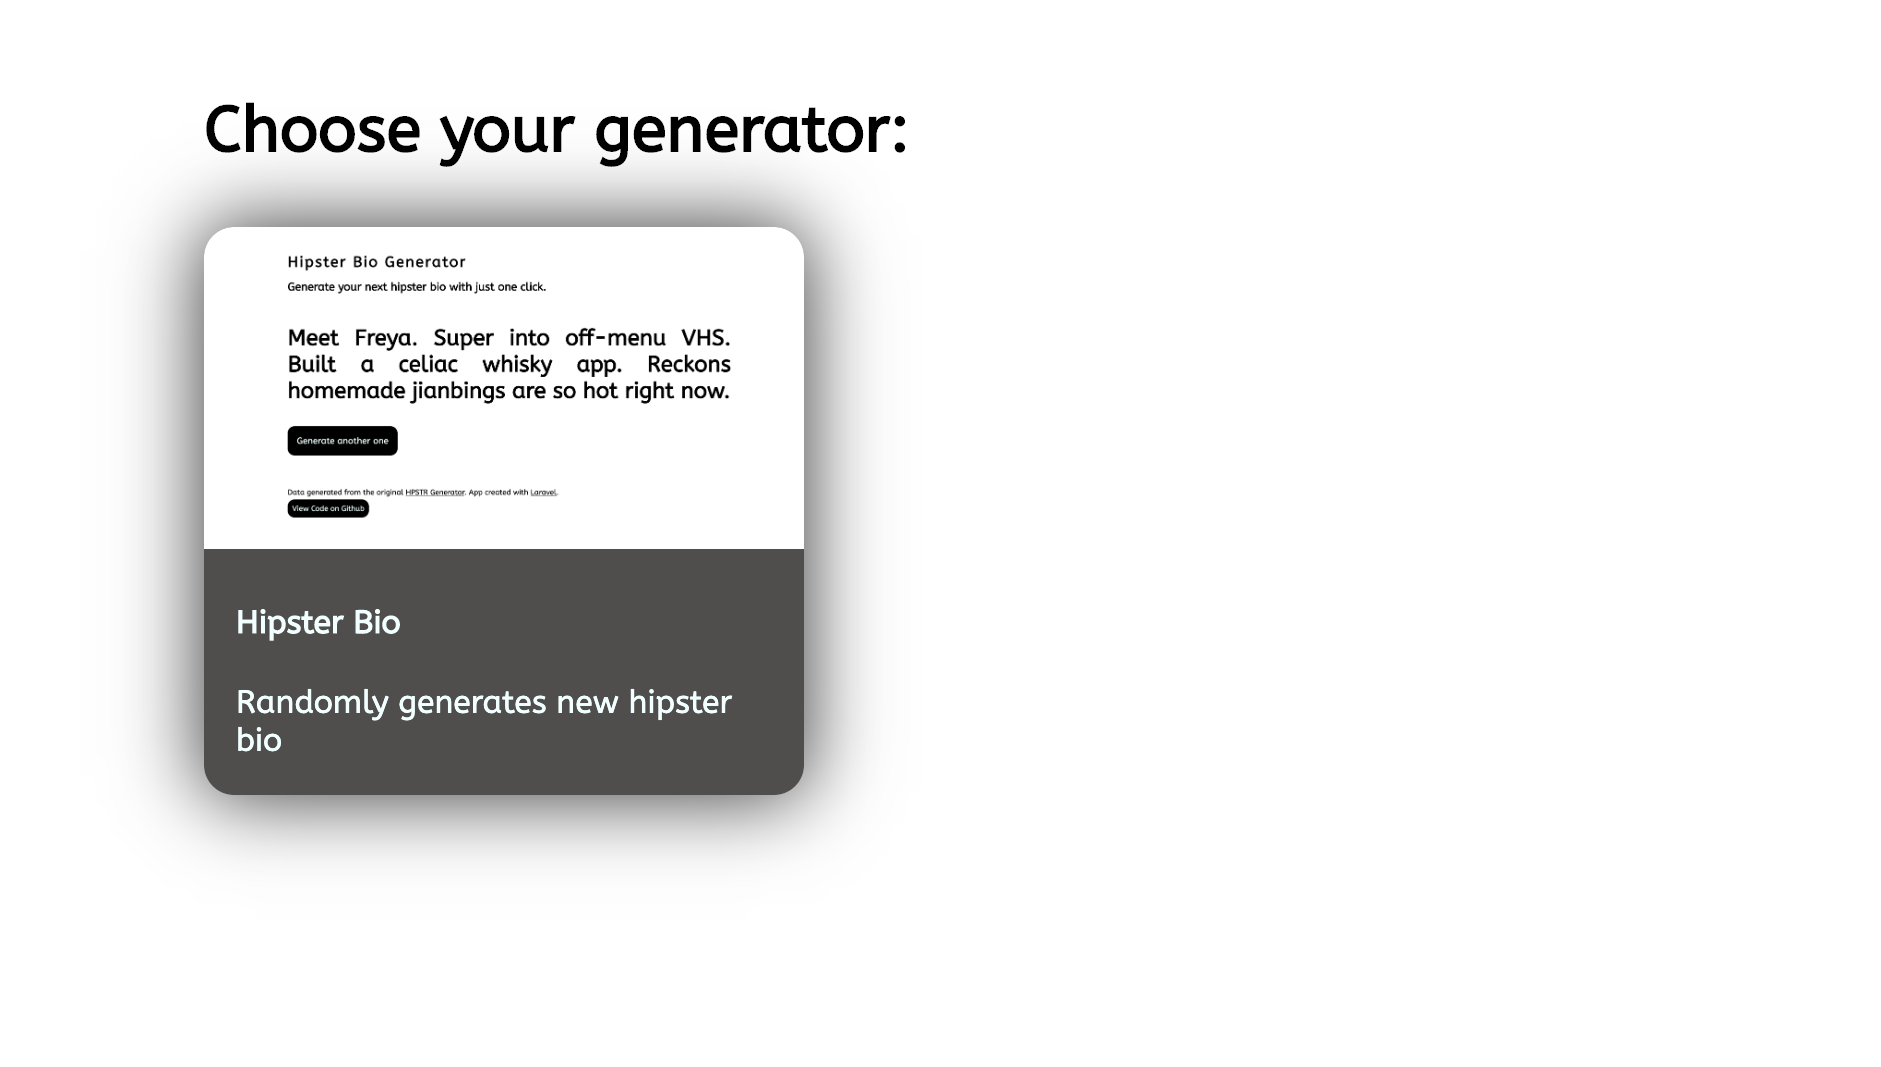 Choose your generator:
Hipster Bio Generator
Generate your next hipster bio with just one click.
Meet Freya. Super into off-menu VHS.
Built a celiac whisky app. Reckons
homemade jianbings are so hot right now.
Generate another one
Data generated from the original HPSTR Generator. App created with Laravel.
View Code on Github
Hipster Bio
Randomly generates new hipster
bio